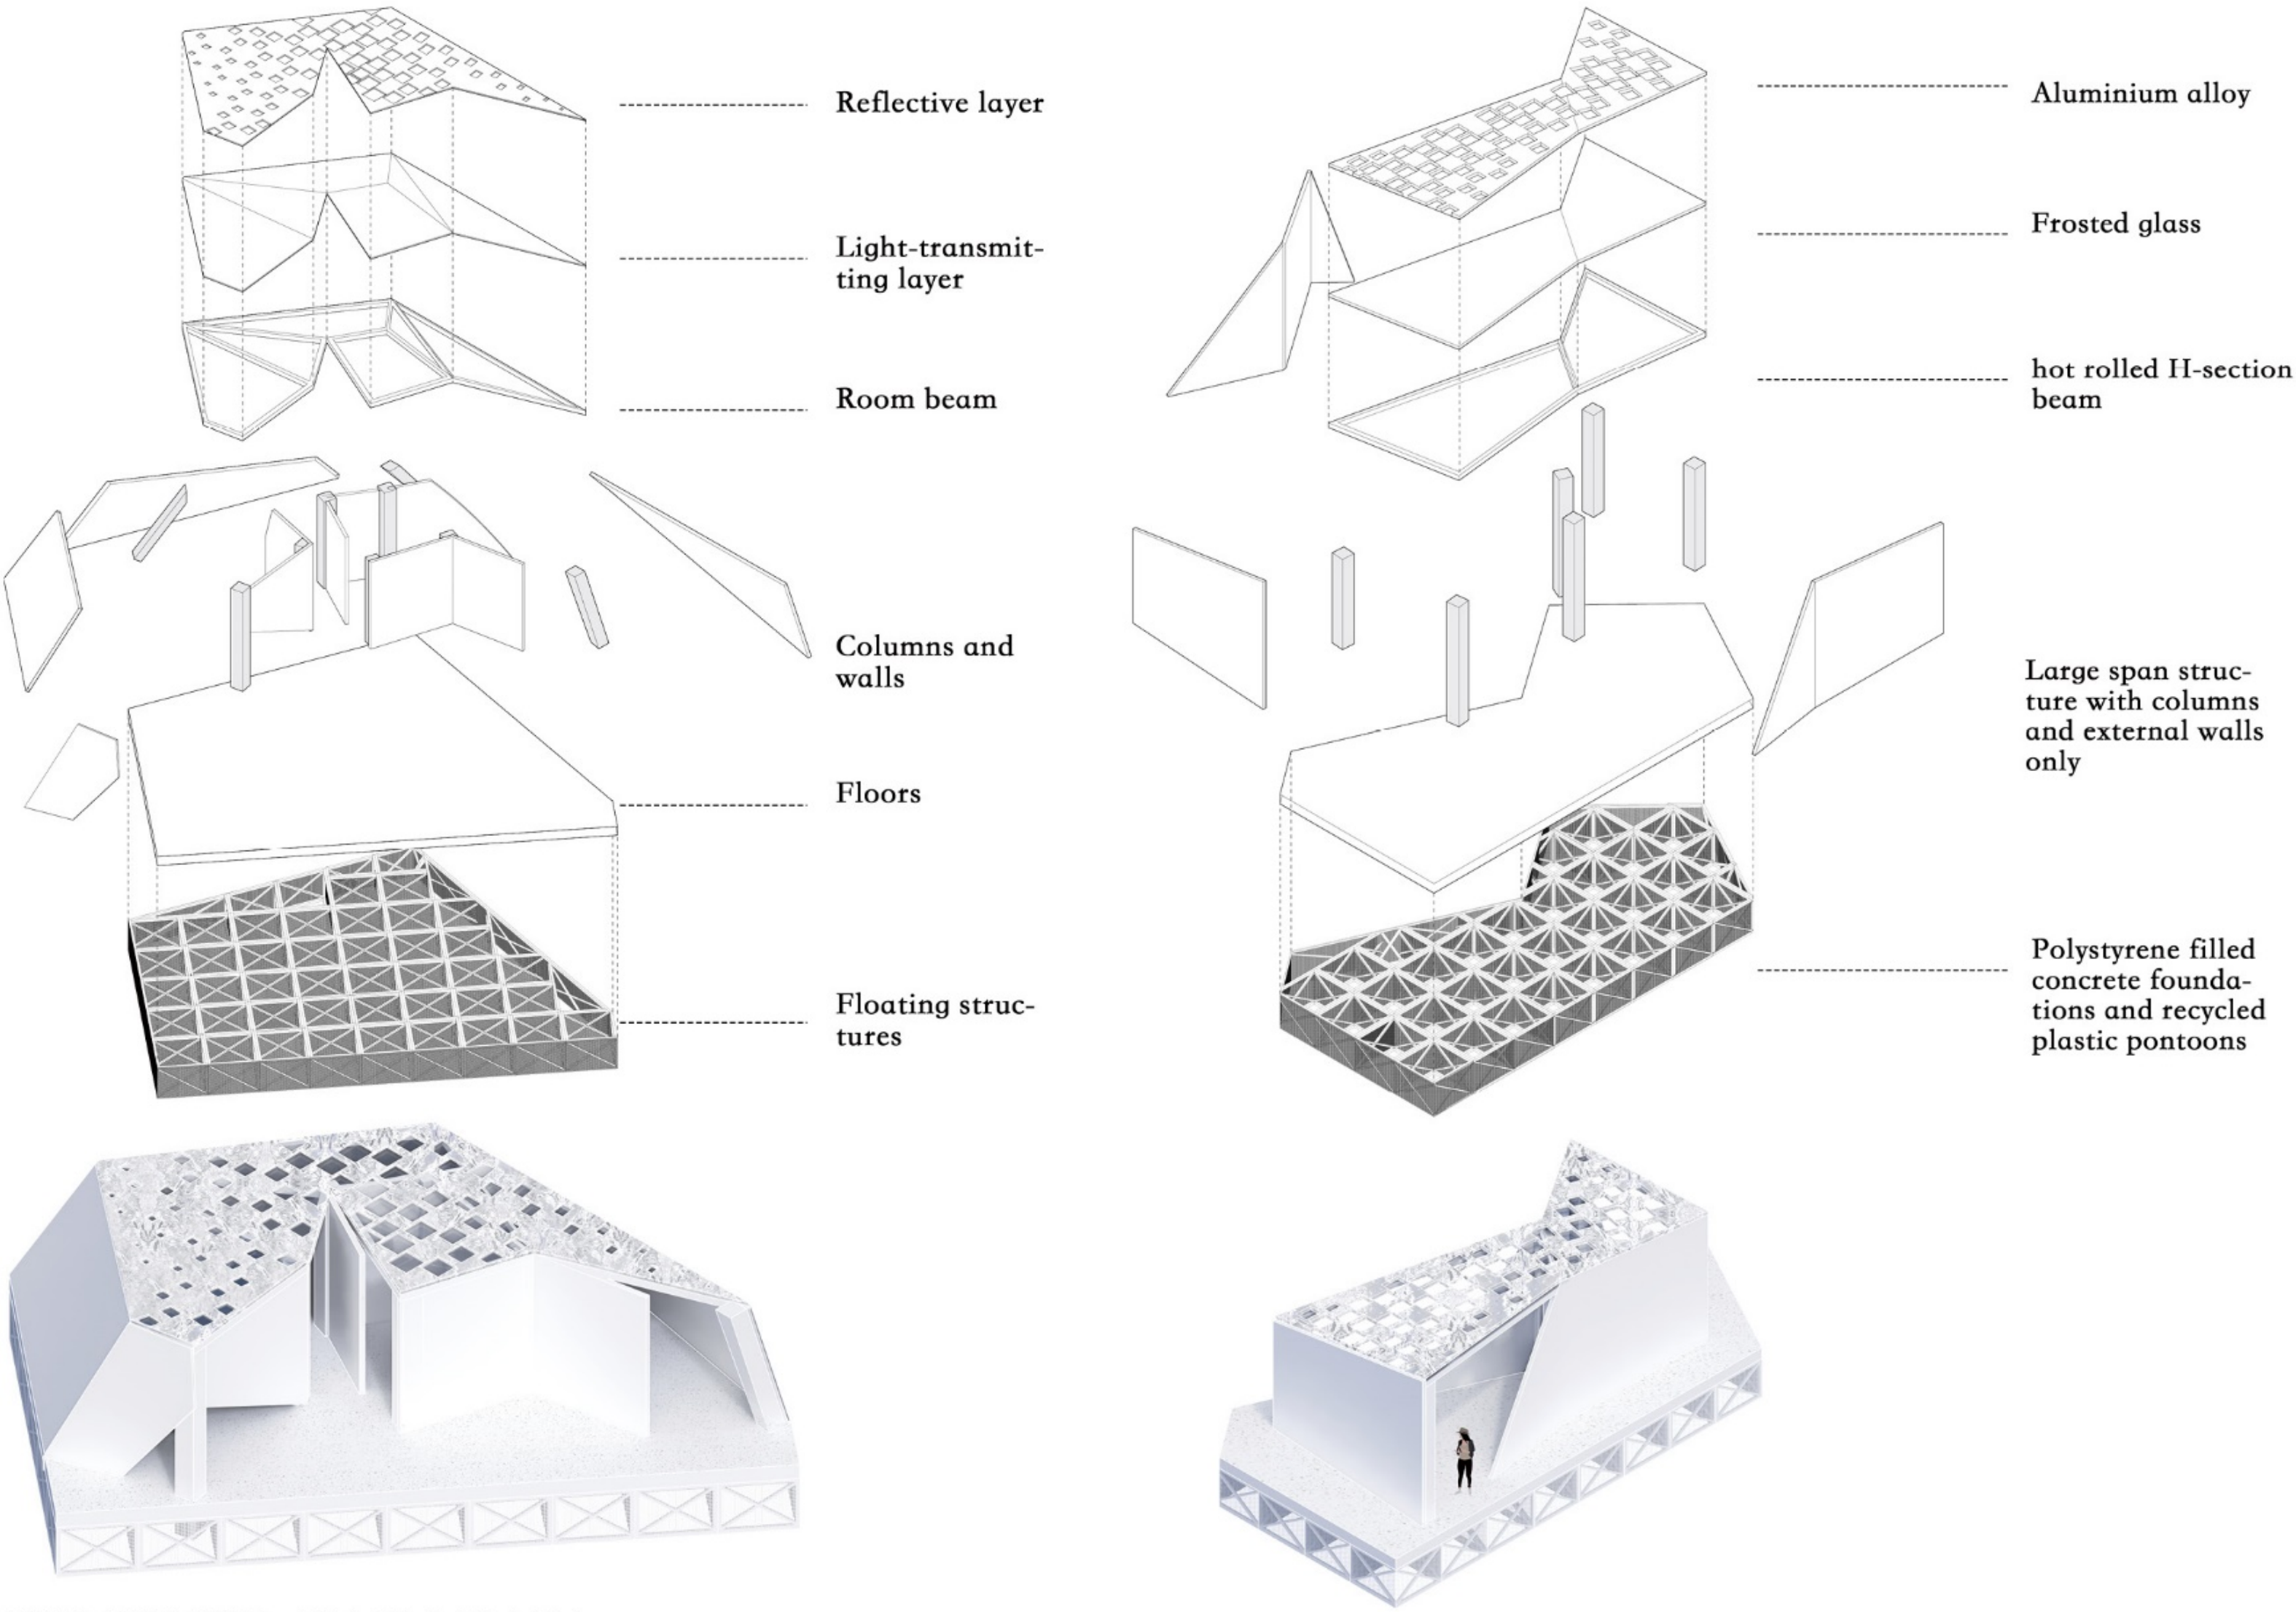 Reflective layer
Light-transmit-
ting layer
Room beam
Columns and
walls
Floors
Floating struc-
tures
Aluminium alloy
Frosted glass
hot rolled H-section
beam
Large span struc-
ture with columns
and external walls
only
Polystyrene filled
concrete founda-
tions and recycled
plastic pontoons